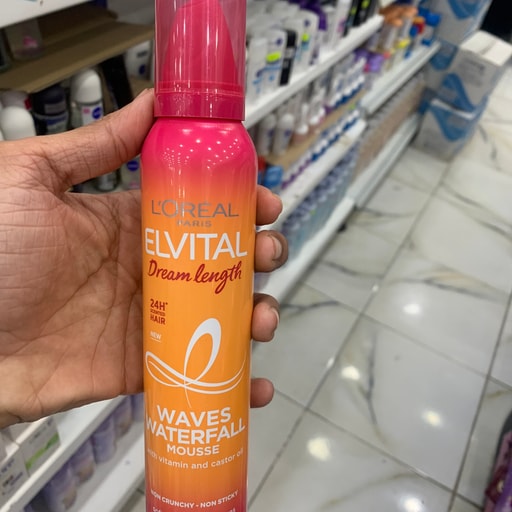 L'ORÉAL
PARIS
ELVITAL
Dream length
24H*
SCENTED
HAIR
NEW
WAVES
WATERFALL
MOUSSE
with vitamin and castor oil
NON CRUNCHY - NON STICKY